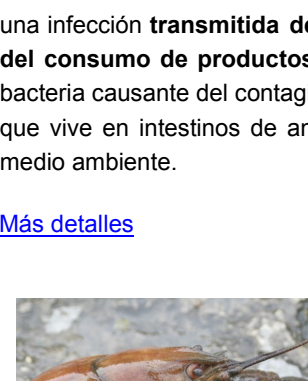 una infección transmitida de
del consumo de productos
bacteria causante del contag
que vive en intestinos de an
medio ambiente.
Más detalles